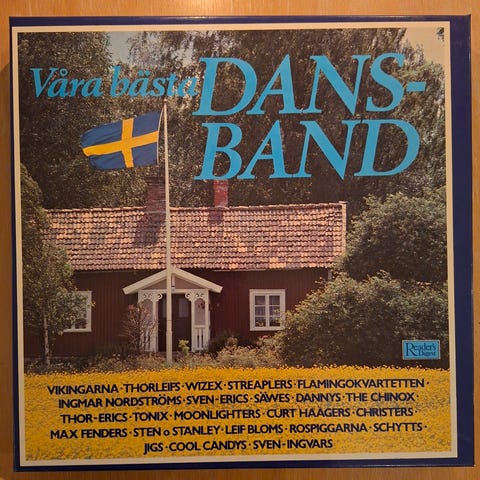 Våra bästa DANS-
BAND
Reader's
Digest
VIKINGARNA · THORLEIFS · WIZEX · STREAPLERS · FLAMINGOKVARTETTEN ·
INGMAR NORDSTRÖMS · SVEN-ERICS · SÄWES · DANNYS · THE CHINOX ·
THOR-ERICS · TONIX · MOONLIGHTERS · CURT HAAGERS · CHRISTERS ·
MAX FENDERS · STEN o STANLEY · LEIF BLOMS · ROSPIGGARNA · SCHYTTS ·
JIGS · COOL CANDYS · SVEN-INGVARS